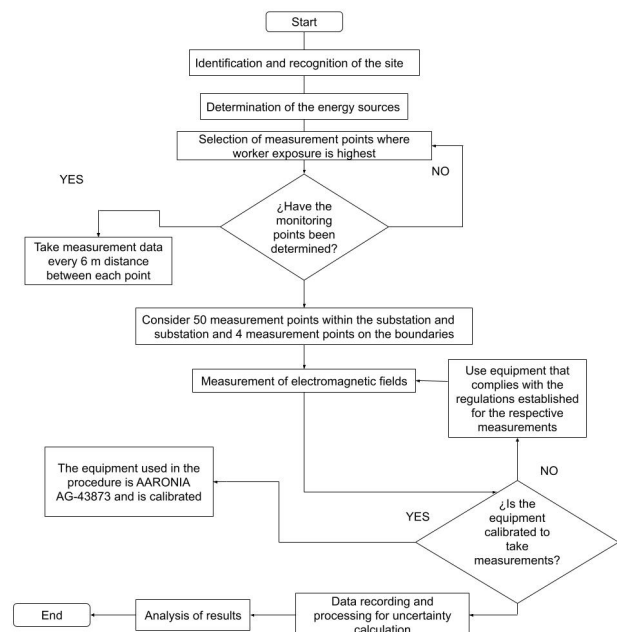 Start
Identification and recognition of the site
Determination of the energy sources
Selection of measurement points where
worker exposure is highest
NO
YES
¿Have the
monitoring
points been
determined?
Take measurement data
every 6 m distance
between each point
Consider 50 measurement points within the substation and
substation and 4 measurement points on the boundaries
Measurement of electromagnetic fields
Use equipment that
complies with the
regulations established
for the respective
measurements
NO
The equipment used in the
procedure is AARONIA
AG-43873 and is calibrated
YES
¿Is the
equipment
calibrated to
take
measurements?
Data recording and
processing for uncertainty
calculation
Analysis of results
End